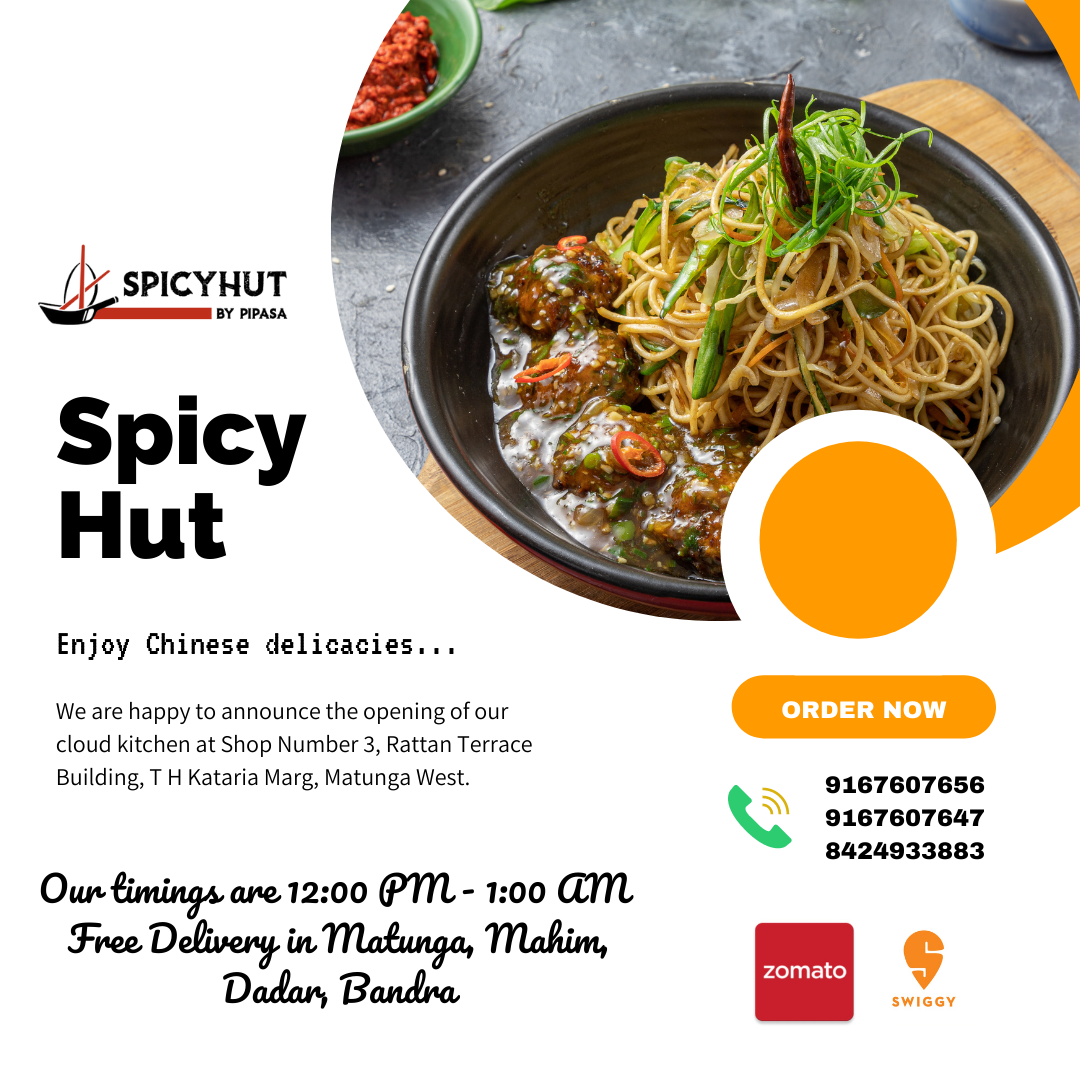 SPICYHUT
BY PIPASA
Spicy
Hut
Enjoy Chinese delicacies...
We are happy to announce the opening of our
cloud kitchen at Shop Number 3, Rattan Terrace
Building, T H Kataria Marg, Matunga West.
Our timings are 12:00 PM - 1:00 AM
Free Delivery in Matunga, Mahim,
Dadar, Bandra
ORDER NOW
9167607656
9167607647
8424933883
zomato
SWIGGY